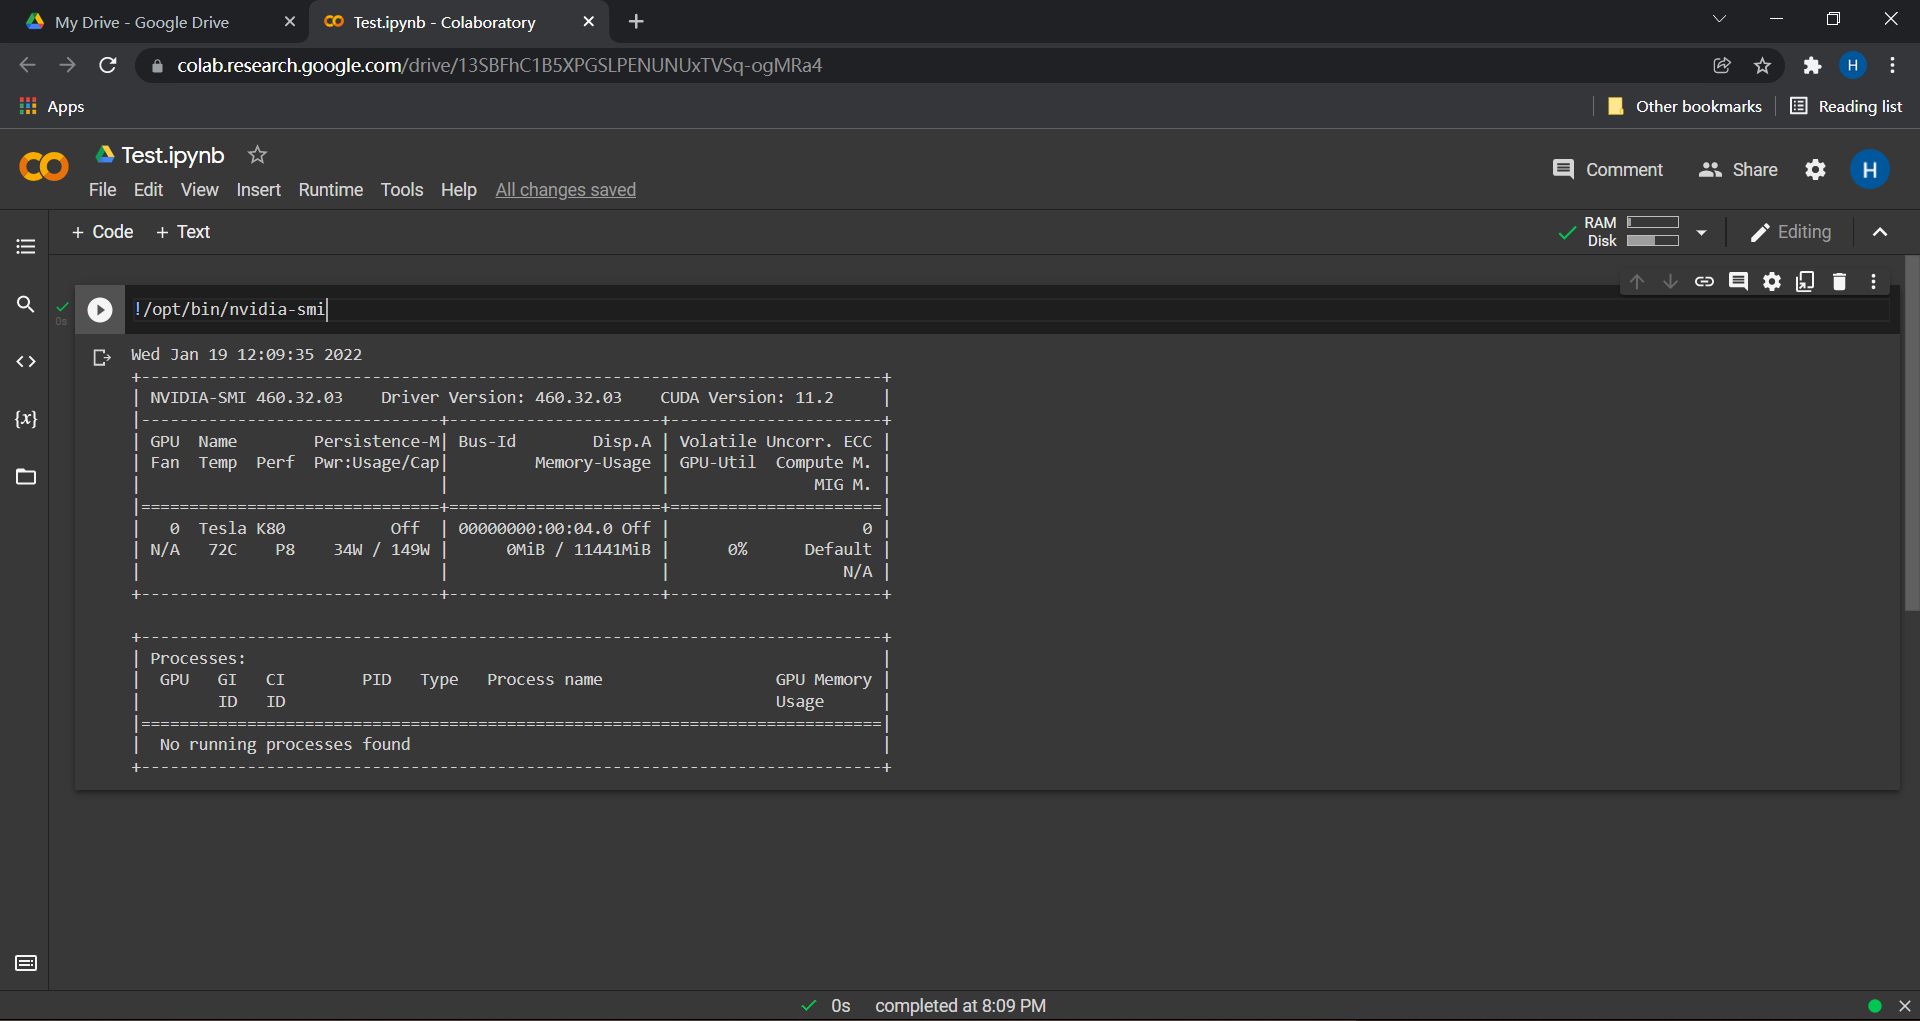 My Drive - Google Drive
Test.ipynb - Colaboratory
colab.research.google.com/drive/13SBFhC1B5XPGSLPENUNUxTVSq-ogMRa4
H
Apps
Other bookmarks
Reading list
Test.ipynb
Comment
Share
H
File Edit View Insert Runtime Tools Help All changes saved
+ Code + Text
RAM
Disk
Editing
{x}
0s
!/opt/bin/nvidia-smi
Wed Jan 19 12:09:35 2022
+-----------------------------------------------------------------------------+
| NVIDIA-SMI 460.32.03    Driver Version: 460.32.03    CUDA Version: 11.2     |
|-------------------------------+----------------------+----------------------+
| GPU  Name        Persistence-M| Bus-Id        Disp.A | Volatile Uncorr. ECC |
| Fan  Temp  Perf  Pwr:Usage/Cap|         Memory-Usage | GPU-Util  Compute M. |
|                               |                      |               MIG M. |
|===============================+======================+======================|
|   0  Tesla K80           Off  | 00000000:00:04.0 Off |                    0 |
| N/A   72C    P8    34W / 149W |      0MiB / 11441MiB |      0%      Default |
|                               |                      |                  N/A |
+-------------------------------+----------------------+----------------------+
+-----------------------------------------------------------------------------+
| Processes:                                                                  |
|  GPU   GI   CI        PID   Type   Process name                  GPU Memory |
|        ID   ID                                                   Usage      |
|=============================================================================|
|  No running processes found                                                 |
+-----------------------------------------------------------------------------+
0s completed at 8:09 PM